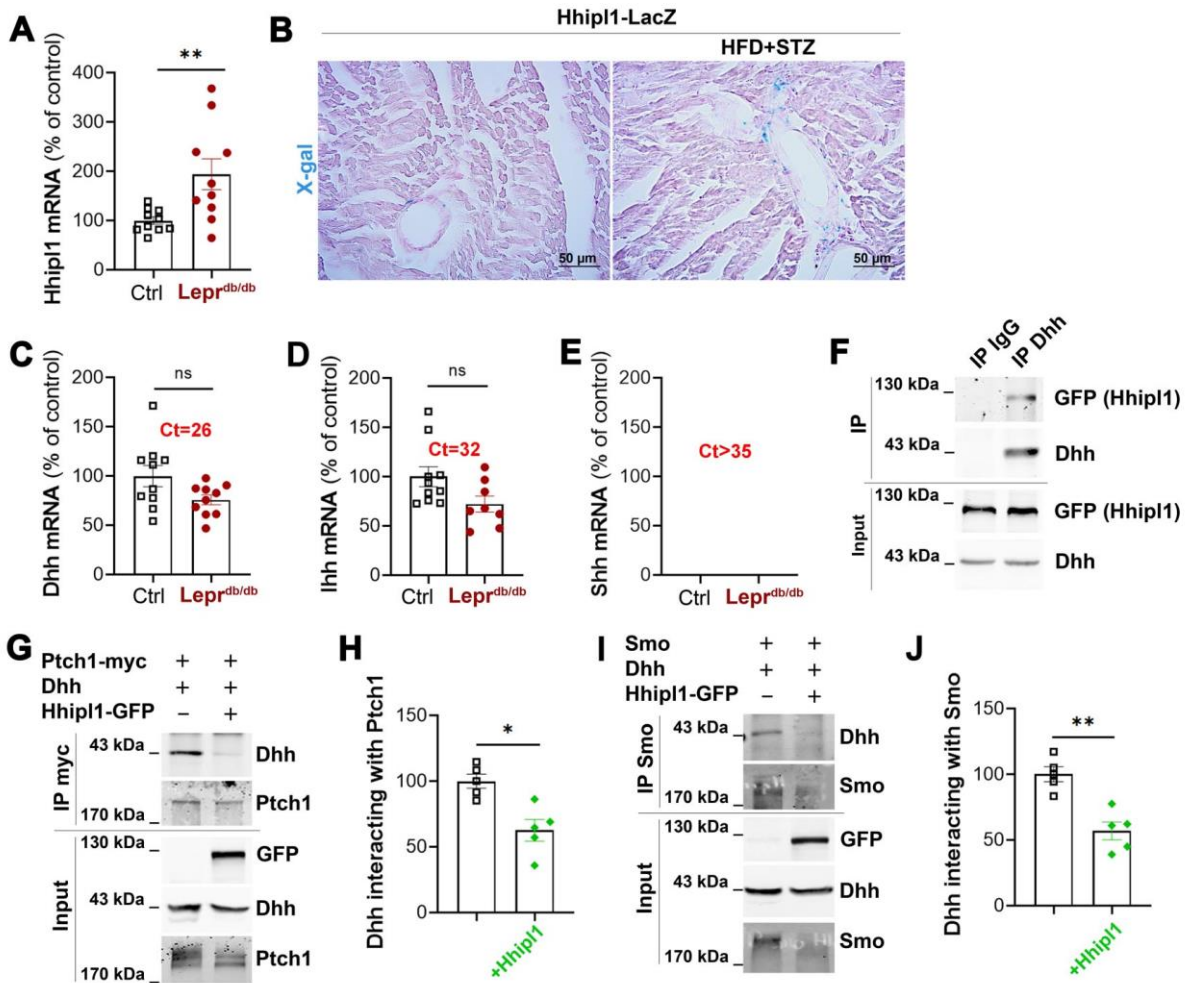 A
Hhipl1 mRNA (% of control)
400
300
200
100
0
**
Ctrl
Lepr^db/db
B
Hhipl1-LacZ
HFD+STZ
X-gal
50 µm
50 µm
C
Dhh mRNA (% of control)
200
150
100
50
0
ns
Ct=26
Ctrl
Lepr^db/db
D
Ihh mRNA (% of control)
200
150
100
50
0
ns
Ct=32
Ctrl
Lepr^db/db
E
Shh mRNA (% of control)
200
150
100
50
0
Ct>35
Ctrl
Lepr^db/db
F
IP IgG
IP Dhh
IP
130 kDa
GFP (Hhipl1)
43 kDa
Dhh
Input
130 kDa
GFP (Hhipl1)
43 kDa
Dhh
G
Ptch1-myc + +
Dhh + +
Hhipl1-GFP − +
IP myc
43 kDa
Dhh
Ptch1
170 kDa
Input
130 kDa
GFP
43 kDa
Dhh
Ptch1
170 kDa
H
Dhh interacting with Ptch1
150
100
50
0
*
+Hhipl1
I
Smo + +
Dhh + +
Hhipl1-GFP − +
IP Smo
43 kDa
Dhh
Smo
170 kDa
Input
130 kDa
GFP
43 kDa
Dhh
Smo
170 kDa
J
Dhh interacting with Smo
150
100
50
0
**
+Hhipl1